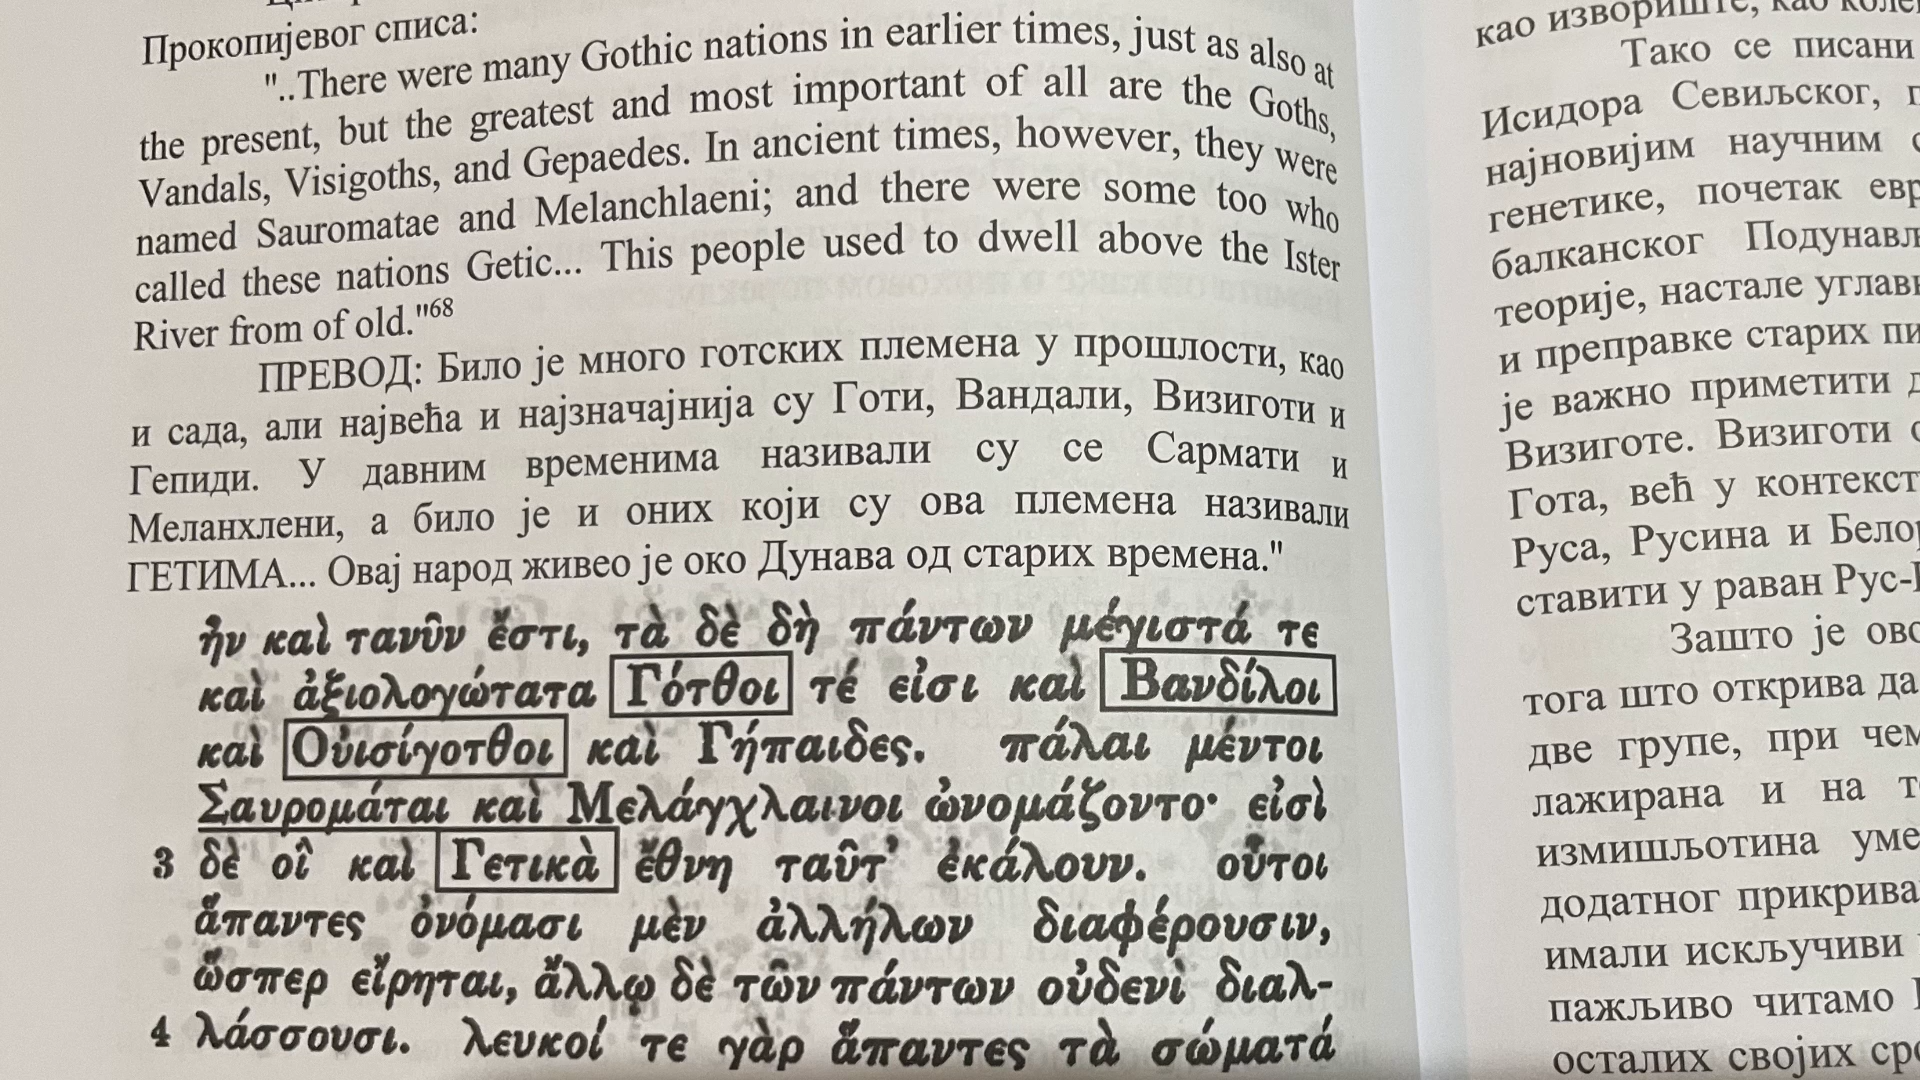 Прокопијевог списа:
"..There were many Gothic nations in earlier times, just as also at
the present, but the greatest and most important of all are the Goths,
Vandals, Visigoths, and Gepaedes. In ancient times, however, they were
named Sauromatae and Melanchlaeni; and there were some too who
called these nations Getic... This people used to dwell above the Ister
River from of old."68
ПРЕВОД: Било је много готских племена у прошлости, као
и сада, али највећа и најзначајнија су Готи, Вандали, Визиготи и
Гепиди. У давним временима називали су се Сармати и
Меланхлени, а било је и оних који су ова племена називали
ГЕТИМА... Овај народ живео је око Дунава од старих времена."
ἦν καὶ τανῦν ἔστι, τὰ δὲ δὴ πάντων μέγιστά τε
καὶ ἀξιολογώτατα Γότθοι τέ εἰσι καὶ Βανδίλοι
καὶ Οὐισίγοτθοι καὶ Γήπαιδες. πάλαι μέντοι
Σαυρομάται καὶ Μελάγχλαινοι ὠνομάζοντο· εἰσὶ
3 δὲ οἳ καὶ Γετικὰ ἔθνη ταῦτ’ ἐκάλουν. οὗτοι
ἅπαντες ὀνόμασι μὲν ἀλλήλων διαφέρουσιν,
ὥσπερ εἴρηται, ἄλλῳ δὲ τῶν πάντων οὐδενὶ διαλ-
4 λάσσουσι. λευκοί τε γὰρ ἅπαντες τὰ σώματά
као извориште, као
Тако се писани
Исидора Севиљског,
најновијим научним
генетике, почетак
балканског
теорије, настале
и преправке старих
је важно приметити
Визиготе. Визиготи
Гота, већ у
Руса, Русина и
ставити у раван
Зашто је
тога што открива да
две групе, при
лажирана и на
измишљотина
додатног
имали искључиви
пажљиво читамо
осталих својих